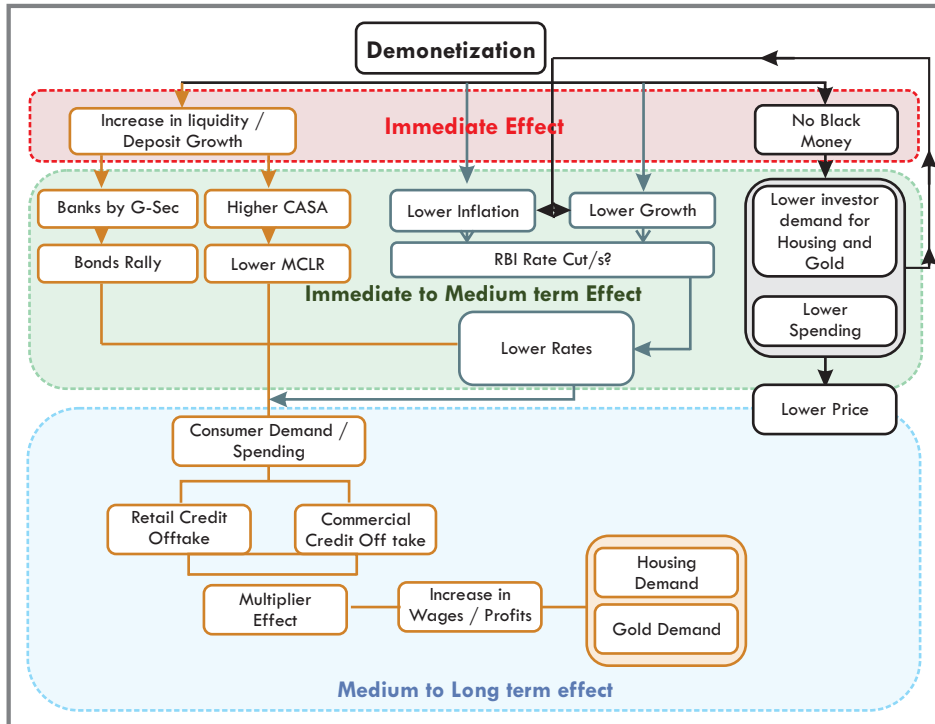 Demonetization
Increase in liquidity /
Deposit Growth
Immediate Effect
No Black
Money
Banks by G-Sec
Higher CASA
Lower Inflation
Lower Growth
Lower investor
demand for
Housing and
Gold
Bonds Rally
Lower MCLR
RBI Rate Cut/s?
Immediate to Medium term Effect
Lower
Spending
Lower Rates
Lower Price
Consumer Demand /
Spending
Retail Credit
Offtake
Commercial
Credit Off take
Housing
Demand
Multiplier
Effect
Increase in
Wages / Profits
Gold Demand
Medium to Long term effect